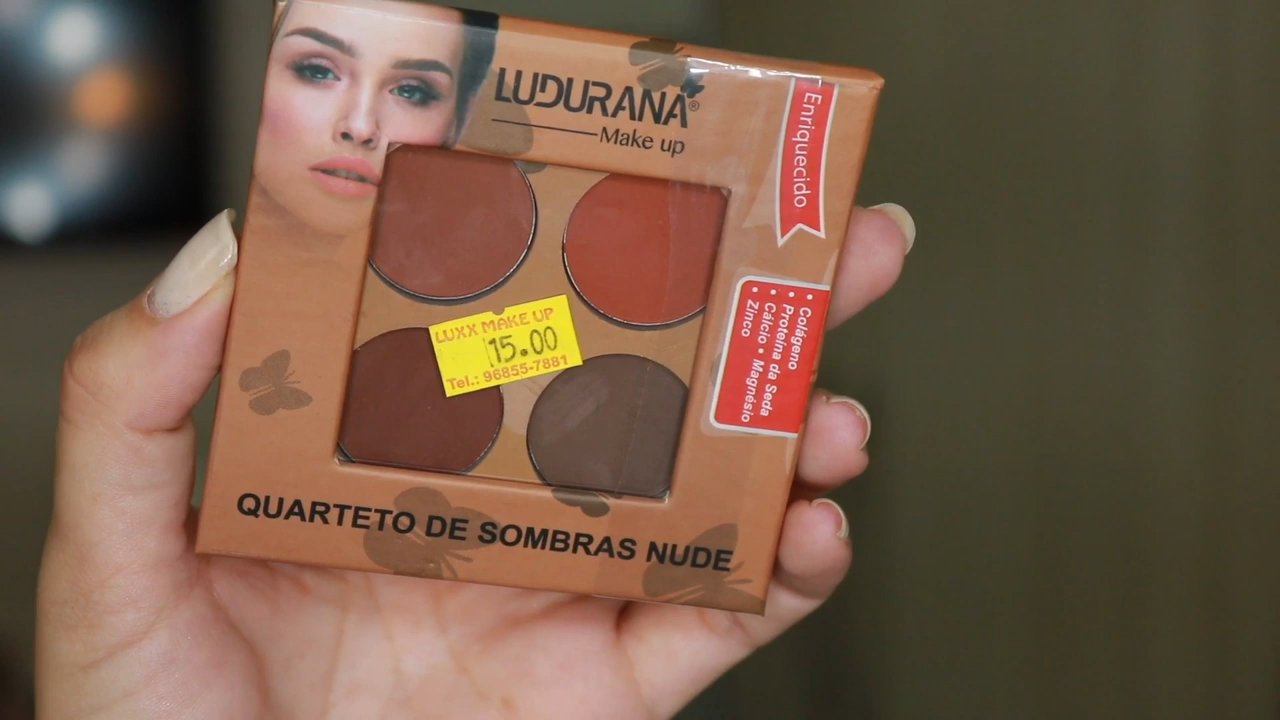 LUDURANA®
Make up
Enriquecido
• Colágeno
• Proteína da Seda
• Cálcio • Magnésio
• Zinco
LUXX MAKE UP
15.00
Tel.: 96855-7881
QUARTETO DE SOMBRAS NUDE